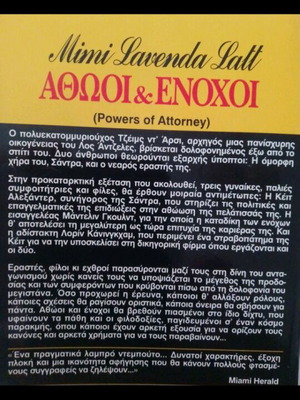 Mimi Lavenda Latt
ΑΘΩΟΙ & ΕΝΟΧΟΙ
(Powers of Attorney)
Ο πολυεκατομμυριούχος Τζέιμς ντ' Άρσι, αρχηγός μιας πανίσχυρης
οικογένειας του Λος Άντζελες, βρίσκεται δολοφονημένος έξω από το
σπίτι του. Δυο άνθρωποι θεωρούνται εξαρχής ύποπτοι: Η όμορφη
χήρα του, Σάντρα, και ο νεαρός εραστής της.
Στην προκαταρκτική εξέταση που ακολουθεί, τρεις γυναίκες, παλιές
συμφοιτήτριες και φίλες, θα έρθουν μοιραία αντιμέτωπες: Η Κέιτ
Αλεξάντερ, συνήγορος της Σάντρα, που στηρίζει τις πολιτικές και
επαγγελματικές της επιδιώξεις στην αθώωση της πελάτισσάς της. Η
εισαγγελέας Μάντελιν Γκουλντ, για την οποία η καταδίκη των ενόχων
θ' αποτελέσει τη μεγαλύτερη ως τώρα επιτυχία της καριέρας της. Και
η αδίστακτη Λορίν Κάνινγκχαμ, που περιμένει ένα στραβοπάτημα της
Κέιτ για να την υποσκελίσει στη δικηγορική φίρμα όπου εργάζονται και
οι δύο.
Εραστές, φίλοι κι εχθροί παρασύρονται μαζί τους στη δίνη του αντα-
γωνισμού χωρίς κανείς τους να υποψιάζεται το μέγεθος της προδο-
σίας και των συμφερόντων που κρύβονται πίσω από τη δολοφονία του
μεγιστάνα. Όσο προχωρεί η έρευνα, κάποιοι θ' αλλάξουν ρόλους,
κάποιες σχέσεις θα ραγίσουν οριστικά, κάποια όνειρα θα σβήσουν για
πάντα. Αθώοι και ένοχοι θα βρεθούν πιασμένοι στο ίδιο δίχτυ, που
υφαίνουν τα πάθη και οι φιλοδοξίες, παγιδευμένοι σ' έναν κόσμο
παρακμής, όπου κάποιοι έχουν αρκετή εξουσία για να ορίζουν τους
κανόνες και αρκετά χρήματα για να τους παραβαίνουν...
«Ένα πραγματικά λαμπρό ντεμπούτο... Δυνατοί χαρακτήρες, έξοχη
πλοκή και μια ικανότητα αφήγησης που θα κάνουν πολλούς φτασμέ-
νους συγγραφείς να ζηλέψουν...»
Miami Herald